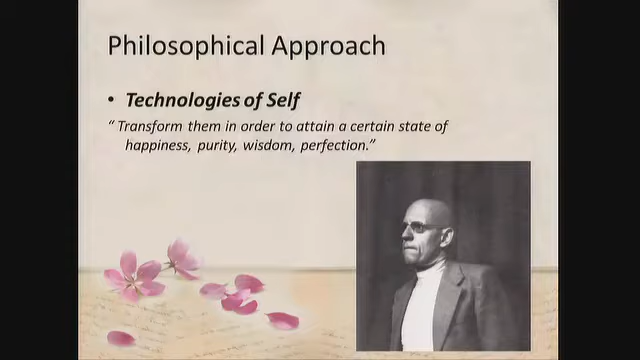 Philosophical Approach
• Technologies of Self
“ Transform them in order to attain a certain state of
happiness, purity, wisdom, perfection.”